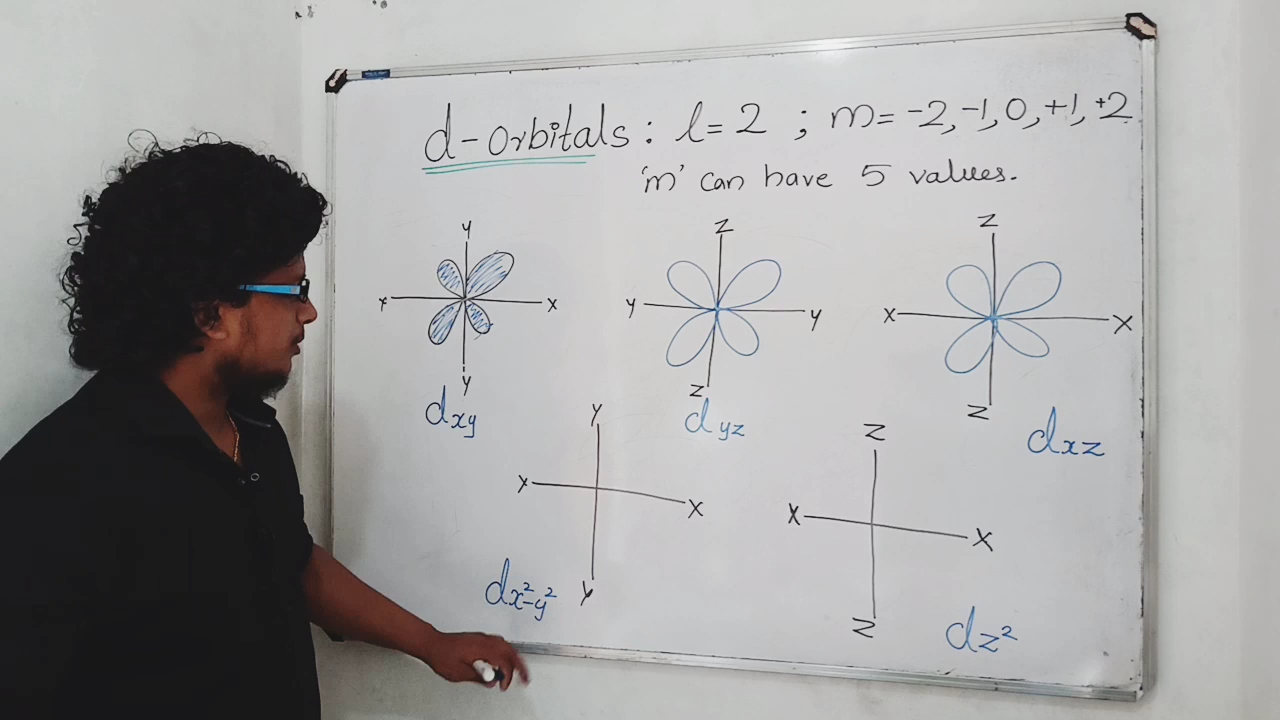 d-orbitals : l=2 ; m= -2, -1, 0, +1, +2
'm' can have 5 values.
y
x x
y
dxy
z
y y
z
dyz
z
x x
z
dxz
y
x x
y
dx²-y²
z
x x
z
dz²